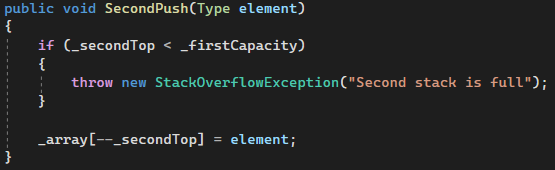 public void SecondPush(Type element)
{
    if (_secondTop < _firstCapacity)
    {
        throw new StackOverflowException("Second stack is full");
    }

    _array[--_secondTop] = element;
}